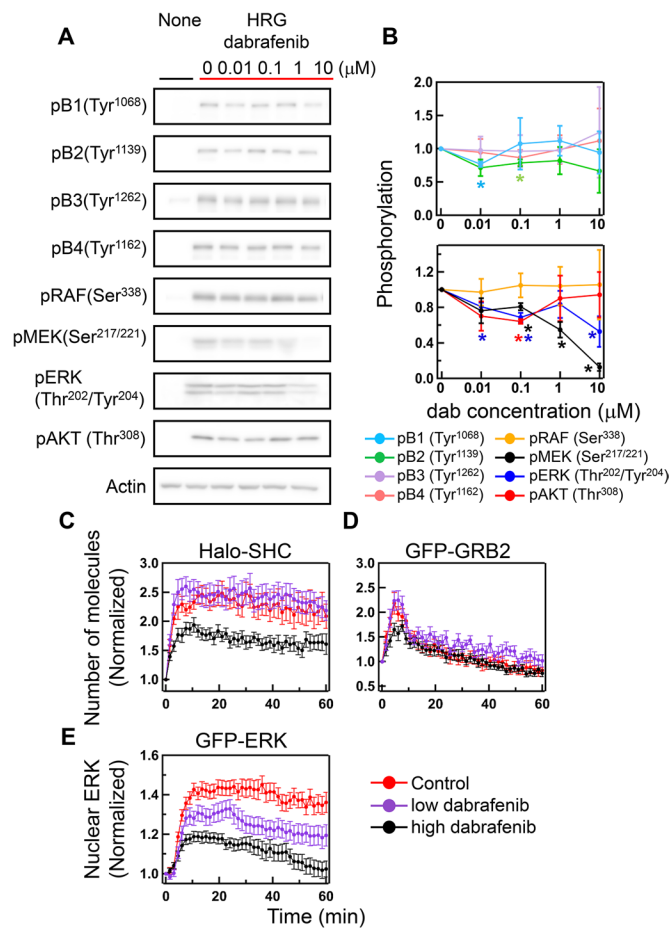 A
None
HRG
dabrafenib
0 0.01 0.1 1 10 (μM)
pB1(Tyr1068)
pB2(Tyr1139)
pB3(Tyr1262)
pB4(Tyr1162)
pRAF(Ser338)
pMEK(Ser217/221)
pERK
(Thr202/Tyr204)
pAKT (Thr308)
Actin
B
Phosphorylation
2.0
1.5
1.0
0.5
0.0
0 0.01 0.1 1 10
*
*
1.2
0.8
0.4
0.0
* * * * * *
0 0.01 0.1 1 10
dab concentration (μM)
pB1 (Tyr1068)
pB2 (Tyr1139)
pB3 (Tyr1262)
pB4 (Tyr1162)
pRAF (Ser338)
pMEK (Ser217/221)
pERK (Thr202/Tyr204)
pAKT (Thr308)
C
Halo-SHC
Number of molecules
(Normalized)
3.0
2.5
2.0
1.5
1.0
0 20 40 60
D
GFP-GRB2
3.0
2.5
2.0
1.5
1.0
0.5
0 20 40 60
E
GFP-ERK
Nuclear ERK
(Normalized)
1.6
1.4
1.2
1.0
0 20 40 60
Time (min)
Control
low dabrafenib
high dabrafenib